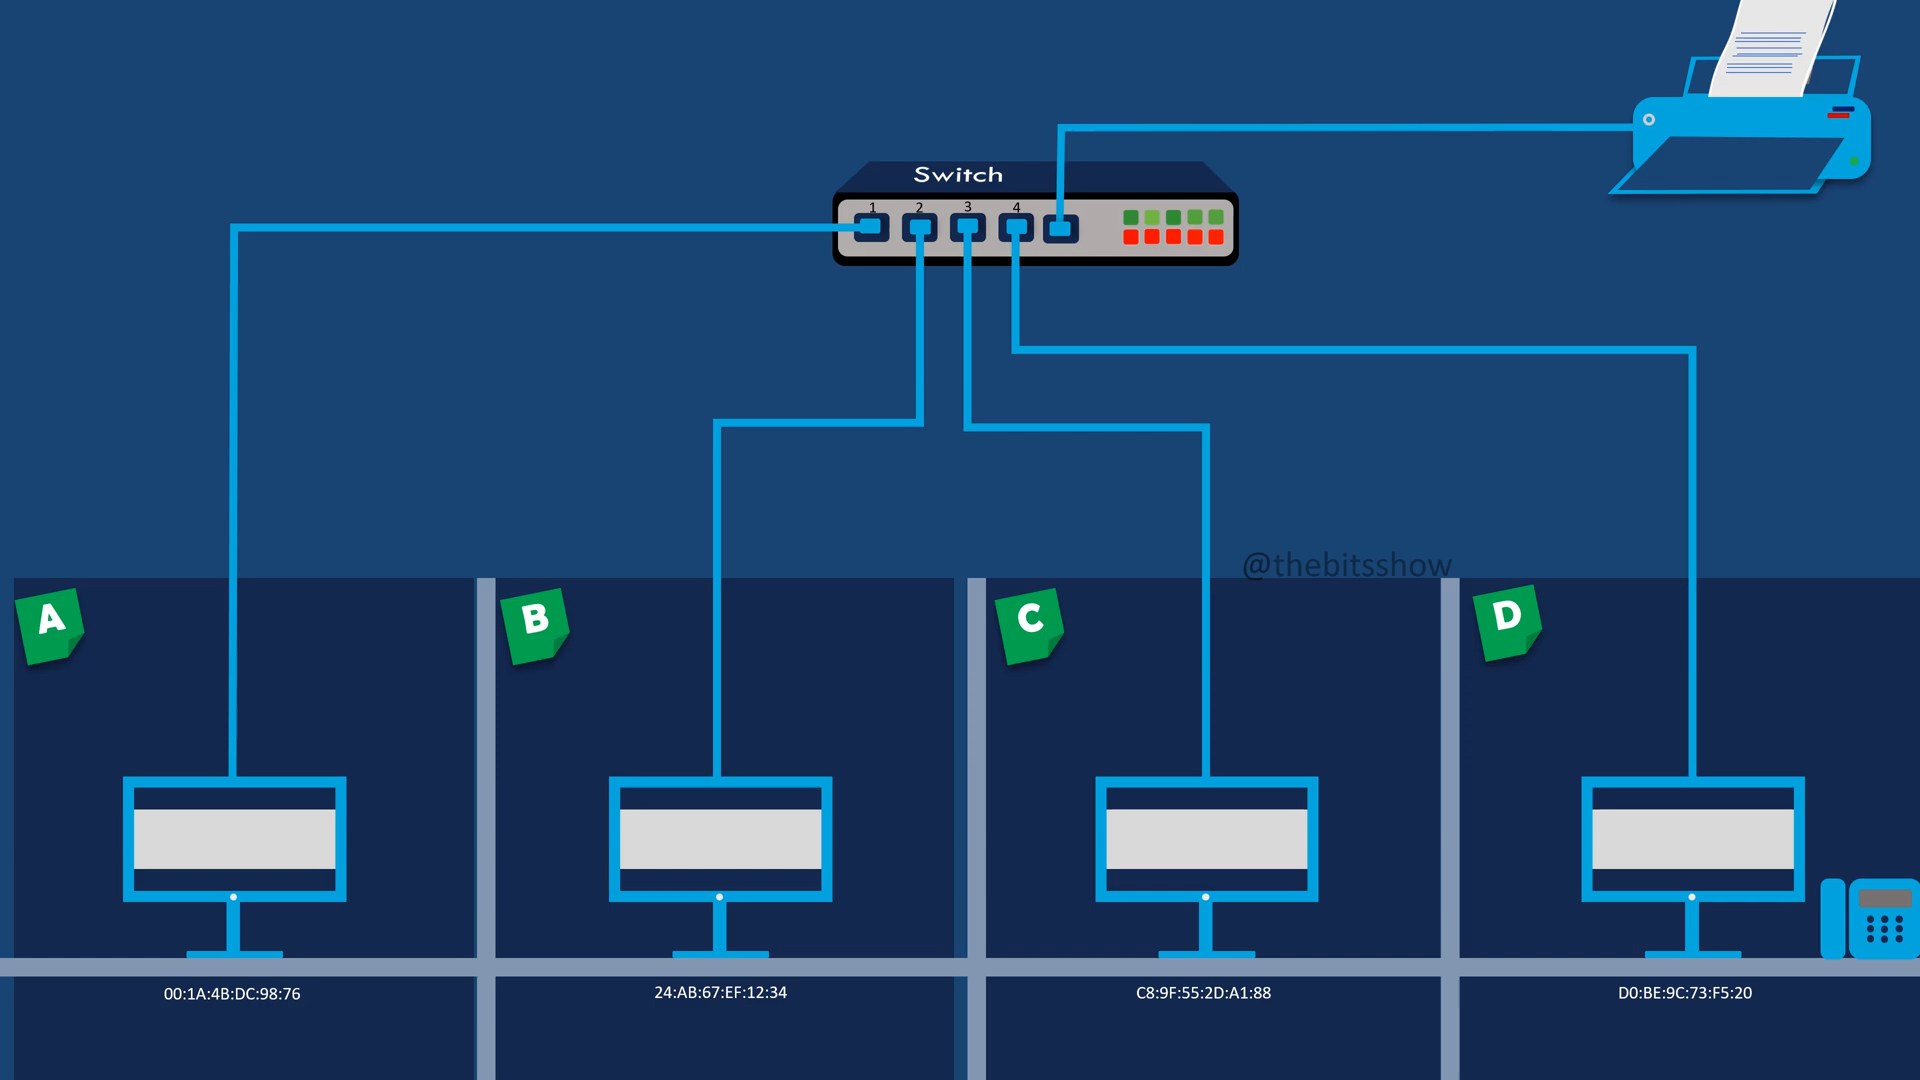 Switch
1 2 3 4
@thebitsshow
A B C D
00:1A:4B:DC:98:76
24:AB:67:EF:12:34
C8:9F:55:2D:A1:88
D0:BE:9C:73:F5:20